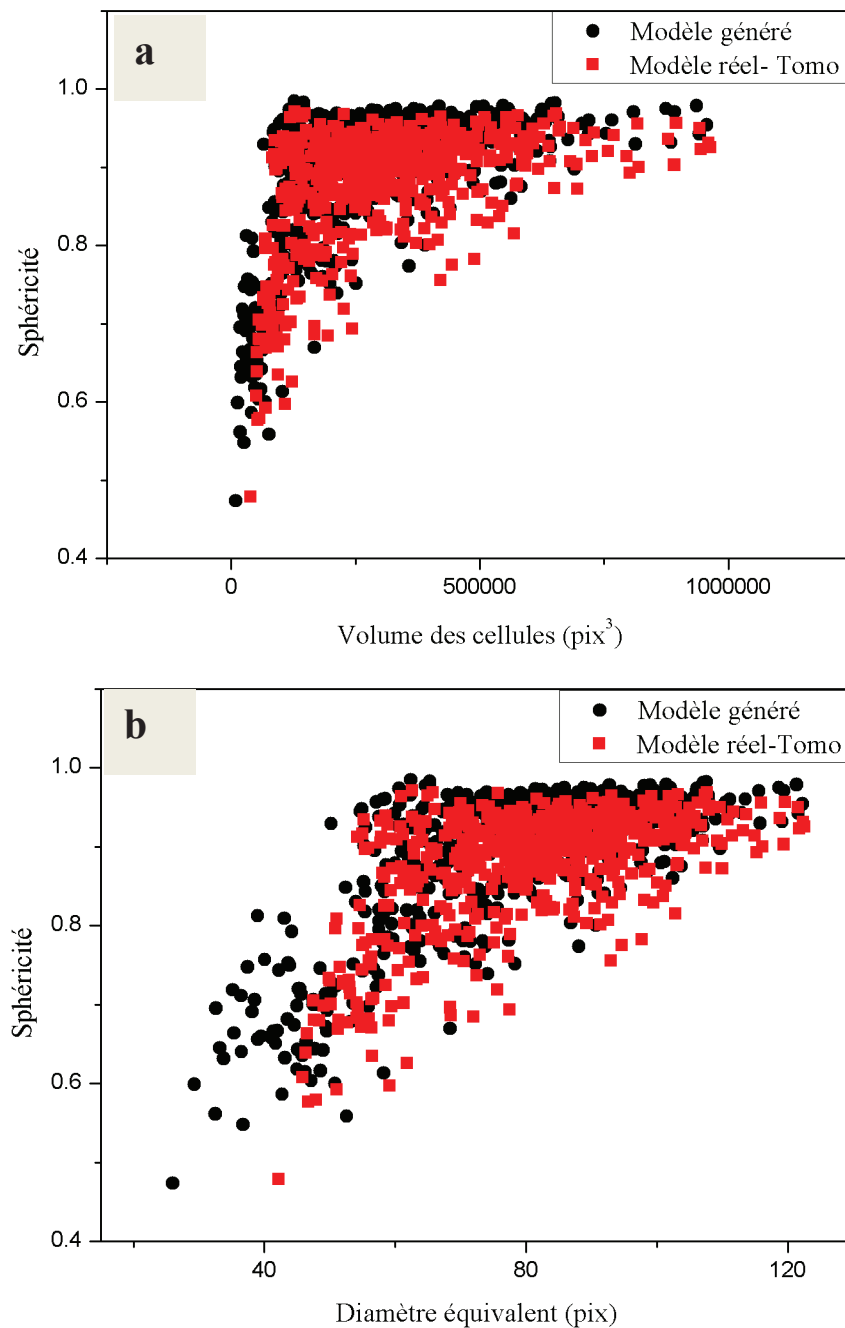 a
Modèle généré
Modèle réel- Tomo
1.0
0.8
0.6
0.4
Sphéricité
0
500000
1000000
Volume des cellules (pix³)
b
Modèle généré
Modèle réel-Tomo
1.0
0.8
0.6
0.4
Sphéricité
40
80
120
Diamètre équivalent (pix)